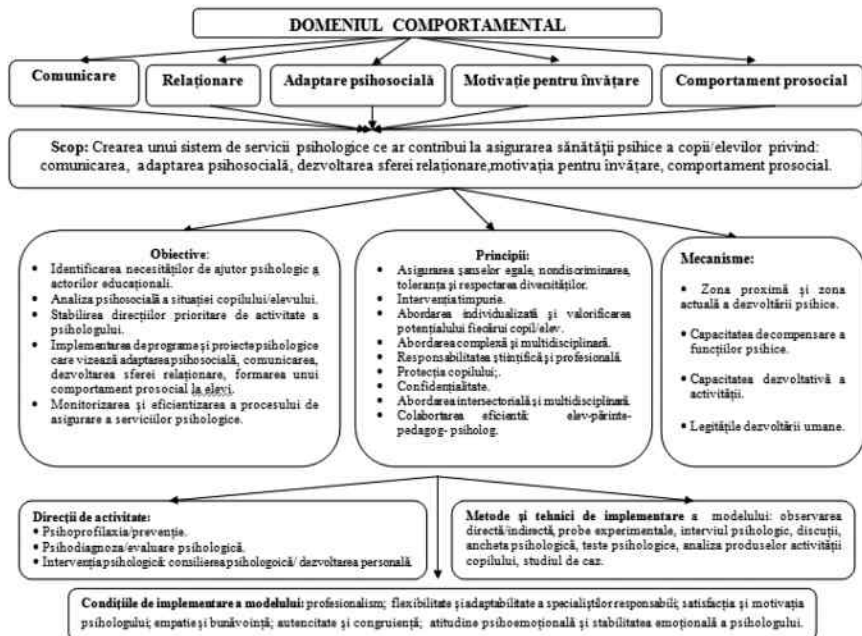 DOMENIUL COMPORTAMENTAL
Comunicare
Relaționare
Adaptare psihosocială
Motivație pentru învățare
Comportament prosocial
Scop: Crearea unui sistem de servicii psihologice ce ar contribui la asigurarea sănătății psihice a copii/elevilor privind:
comunicarea, adaptarea psihosocială, dezvoltarea sferei relaționare,motivația pentru învățare, comportament prosocial.
Obiective:
• Identificarea necesităților de ajutor psihologic a
actorilor educaționali.
• Analiza psihosocială a situației copilului/elevului.
• Stabilirea direcțiilor prioritare de activitate a
psihologului.
• Implementarea de programe și proiecte psihologice
care vizează adaptarea psihosocială, comunicarea,
dezvoltarea sferei relaționare, formarea unui
comportament prosocial la elevi.
• Monitorizarea și eficientizarea a procesului de
asigurare a serviciilor psihologice.
Principii:
• Asigurarea șanselor egale, nondiscriminarea,
toleranța și respectarea diversităților.
• Intervenția timpurie.
• Abordarea individualizată și valorificarea
potențialului fiecărui copil/elev.
• Abordarea complexă și multidisciplinară.
• Responsabilitatea științifică și profesională.
• Protecția copilului;.
• Confidențialitate.
• Abordarea intersectorială și multidisciplinară.
• Colabortarea eficientă: elev-părinte-
pedagog- psiholog.
Mecanisme:
• Zona proximă și zona
actuală a dezvoltării psihice.
• Capacitatea de compensare a
funcțiilor psihice.
• Capacitatea dezvoltativă a
activității.
• Legitățile dezvoltării umane.
Direcții de activitate:
• Psihoprofilaxia/prevenție.
• Psihodiagnoza/evaluare psihologică.
• Intervenția psihologică: consilierea psihologoică/ dezvoltarea personală.
Metode și tehnici de implementare a modelului: observarea
directă/indirectă, probe experimentale, interviul psihologic, discuții,
ancheta psihologică, teste psihologice, analiza produselor activității
copilului, studiul de caz.
Condițiile de implementare a modelului: profesionalism; flexibilitate și adaptabilitate a specialiștilor responsabili; satisfacția și motivația
psihologului; empatie și bunăvoință; autencitate și congruență; atitudine psihoemoțională și stabilitatea emoțională a psihologului.